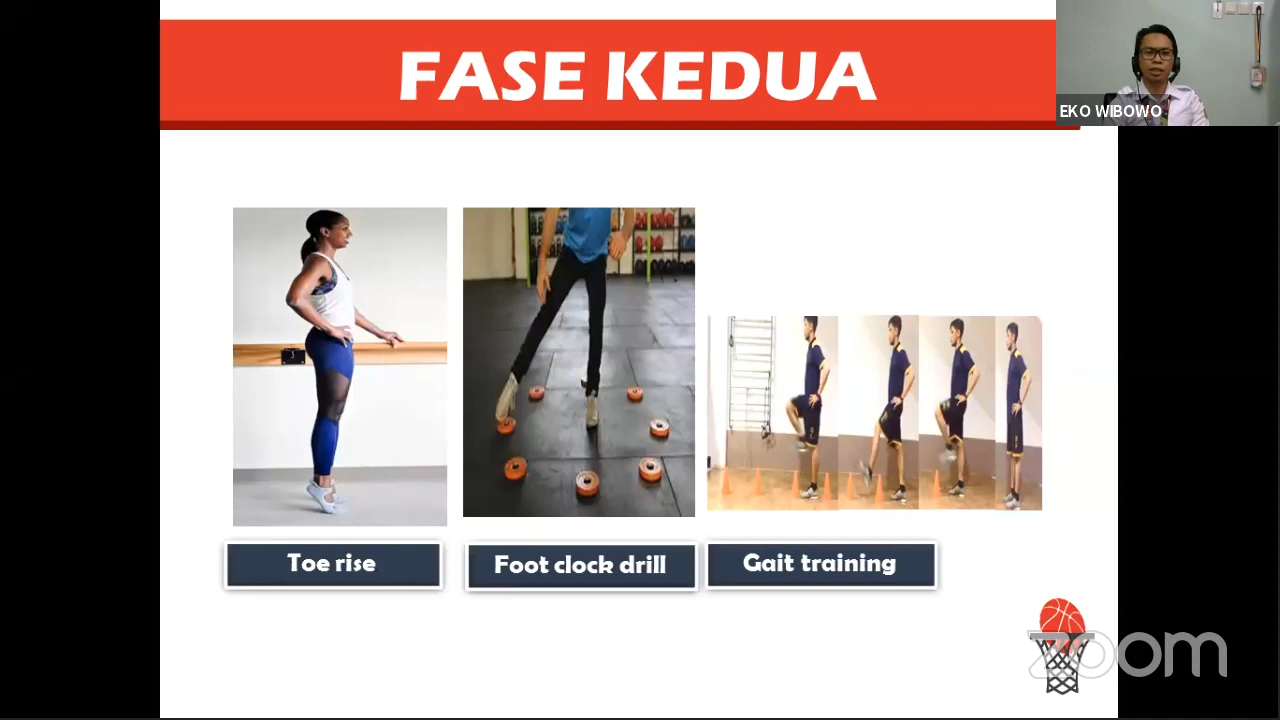 FASE KEDUA
EKO WIBOWO
Toe rise
Foot clock drill
Gait training
zoom